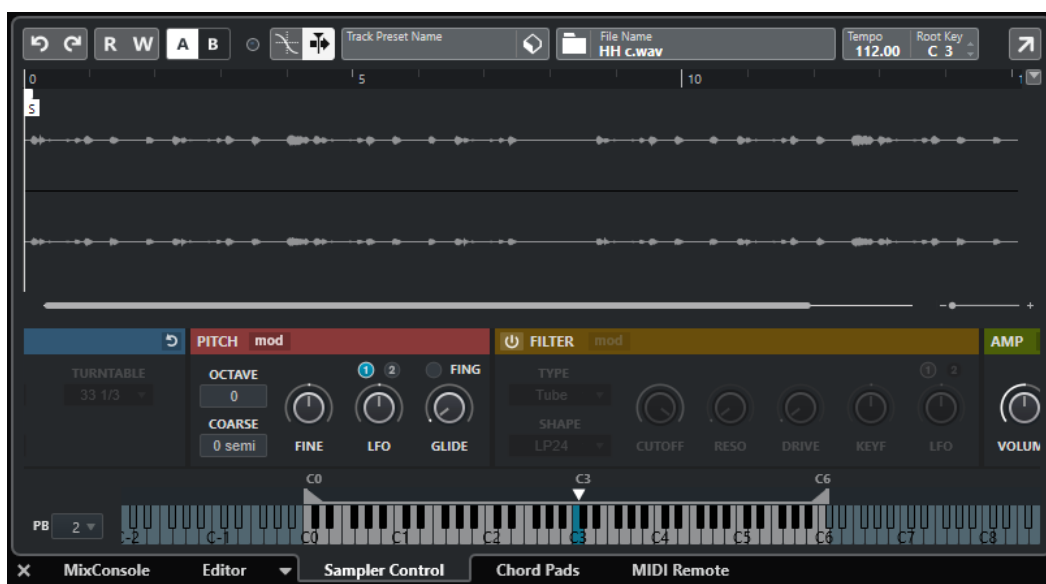 R W A B Track Preset Name File Name HH c.wav Tempo 112.00 Root Key C 3
0 5 10
S
PITCH mod FILTER mod AMP
TURNTABLE OCTAVE 1 2 FING TYPE 1 2
33 1/3 0 Tube
COARSE SHAPE
0 semi FINE LFO GLIDE LP24 CUTOFF RESO DRIVE KEYF LFO
C0 C3 C6
PB 2 C-1 C0 C1 C2 C3 C4 C5 C6 C7 C8
MixConsole Editor Sampler Control Chord Pads MIDI Remote